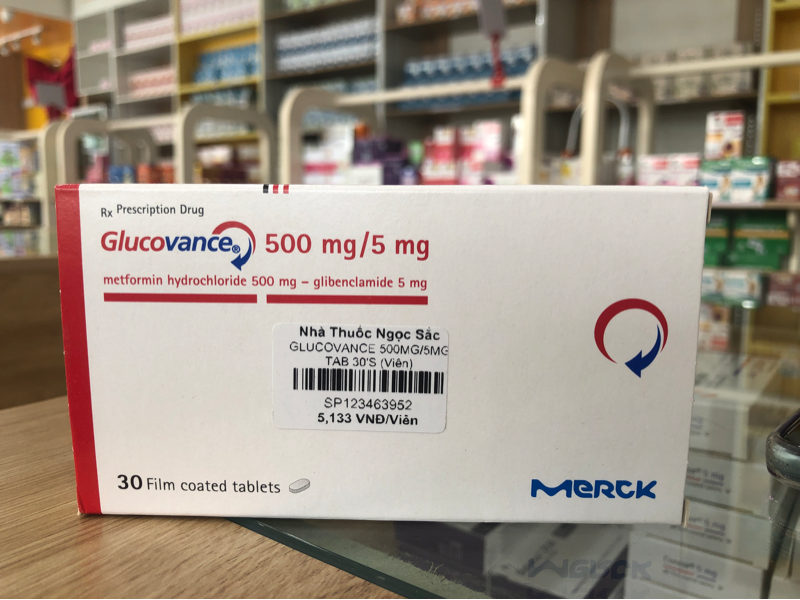 Rx Prescription Drug
Glucovance® 500 mg/5 mg
metformin hydrochloride 500 mg – glibenclamide 5 mg
Nhà Thuốc Ngọc Sắc
GLUCOVANCE 500MG/5MG
TAB 30'S (Viên)
SP123463952
5,133 VNĐ/Viên
30 Film coated tablets
MERCK